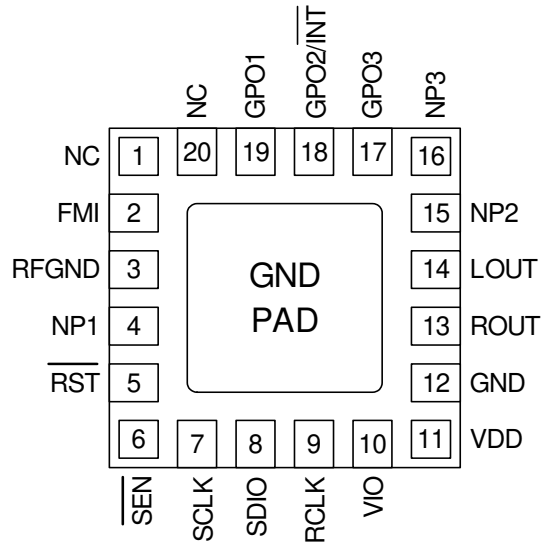 NC
GPO1
GPO2/INT
GPO3
NP3
NC
1
20
19
18
17
16
FMI
2
15
NP2
RFGND
3
GND
PAD
14
LOUT
NP1
4
13
ROUT
RST
5
12
GND
6
7
8
9
10
11
VDD
SEN
SCLK
SDIO
RCLK
VIO